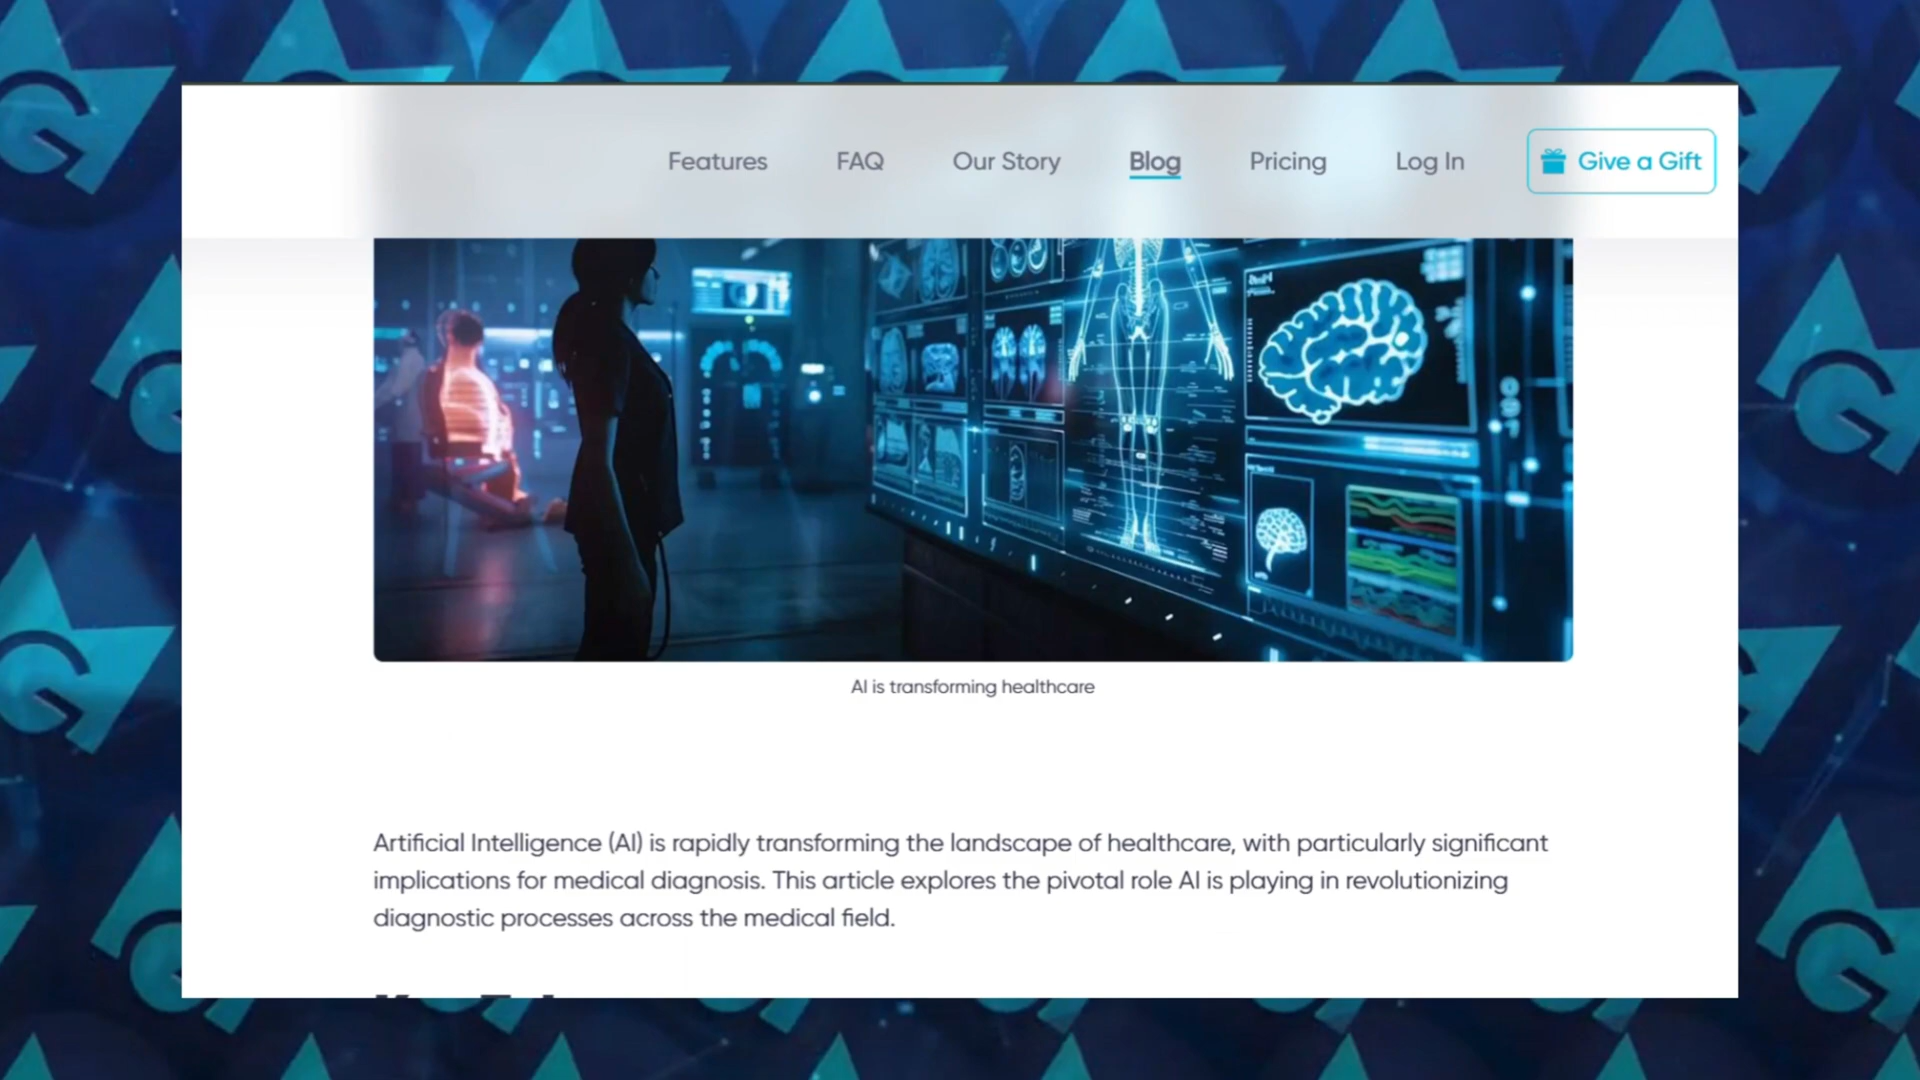 Features FAQ Our Story Blog Pricing Log In Give a Gift
AI is transforming healthcare
Artificial Intelligence (AI) is rapidly transforming the landscape of healthcare, with particularly significant
implications for medical diagnosis. This article explores the pivotal role AI is playing in revolutionizing
diagnostic processes across the medical field.